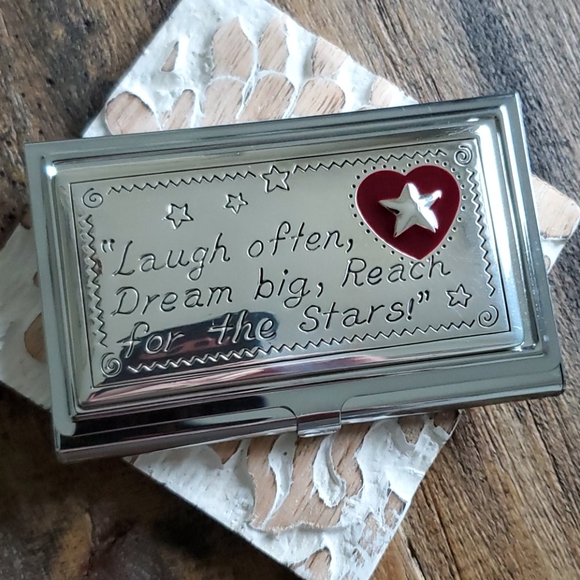 "Laugh often,
Dream big, Reach
for the Stars!"